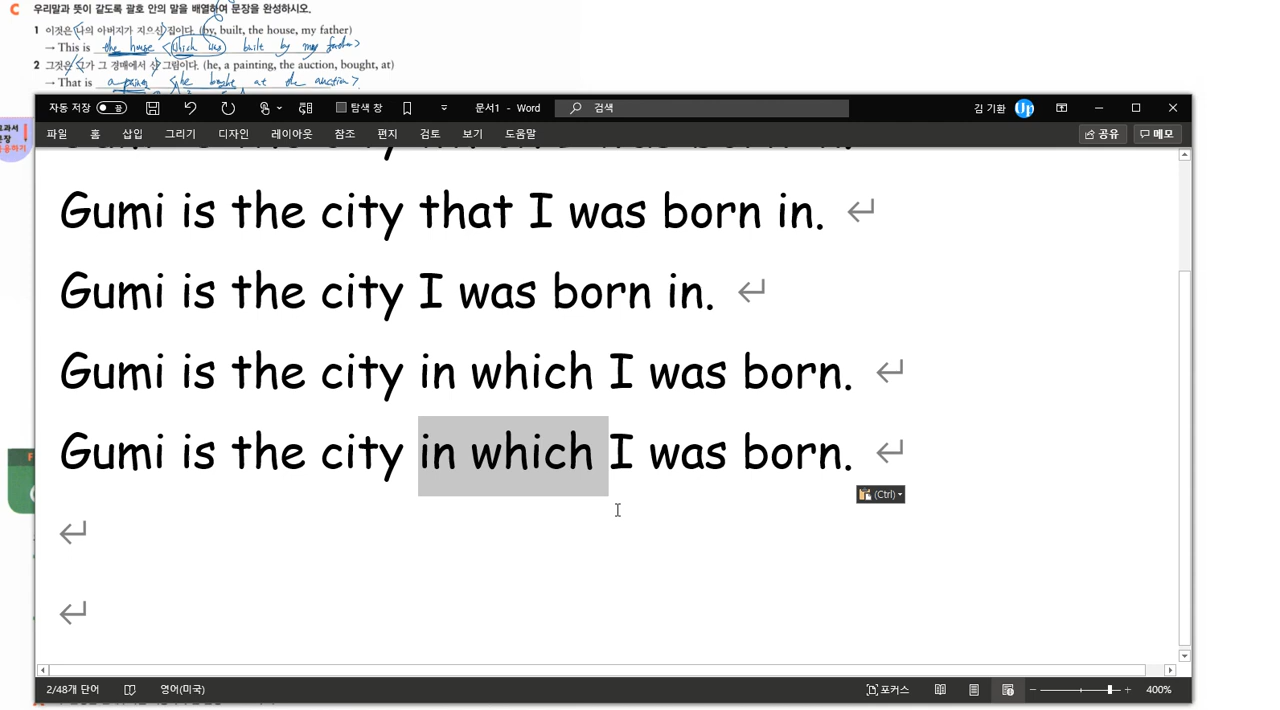 C 우리말과 뜻이 같도록 괄호 안의 말을 배열하여 문장을 완성하시오.
1 이것은 나의 아버지가 지으신 집이다. (by, built, the house, my father)
→ This is the house <which was built by my father>
2 그것은 그가 그 경매에서 산 그림이다. (he, a painting, the auction, bought, at)
→ That is a painting <he bought at the auction>.
자동 저장 끔 탐색 창 문서1 - Word 검색 김 기환
파일 홈 삽입 그리기 디자인 레이아웃 참조 편지 검토 보기 도움말 공유 메모
Gumi is the city that I was born in.
Gumi is the city I was born in.
Gumi is the city in which I was born.
Gumi is the city in which I was born.
(Ctrl)
2/48개 단어 영어(미국) 포커스 400%